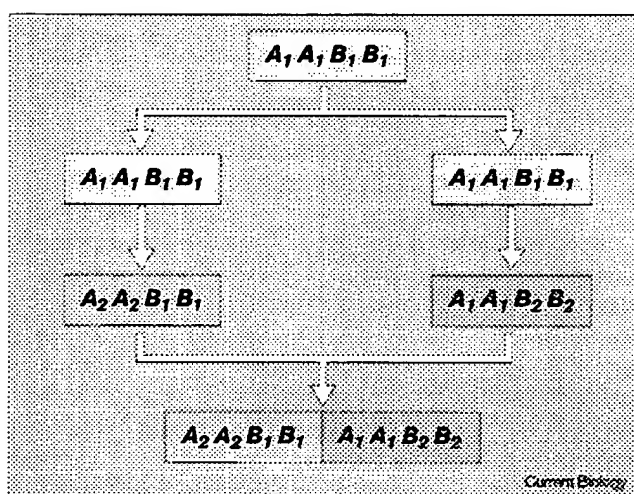 A₁ A₁ B₁ B₁
A₁ A₁ B₁ B₁ A₁ A₁ B₁ B₁
A₂ A₂ B₁ B₁ A₁ A₁ B₂ B₂
A₂ A₂ B₁ B₁ A₁ A₁ B₂ B₂
Current Biology